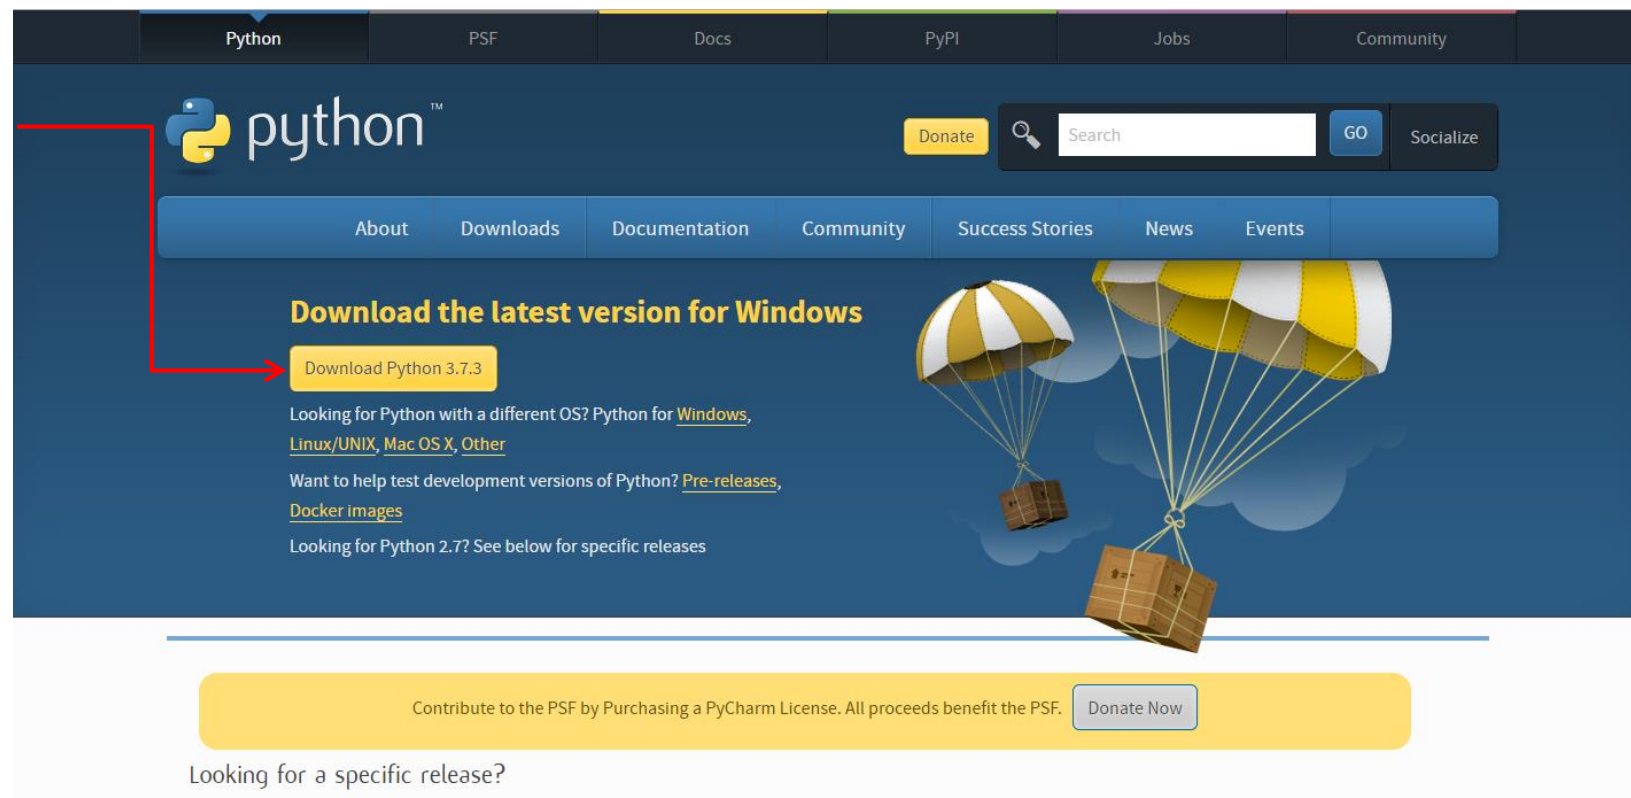 Python PSF Docs PyPI Jobs Community
python™
Donate Search GO Socialize
About Downloads Documentation Community Success Stories News Events
Download the latest version for Windows
Download Python 3.7.3
Looking for Python with a different OS? Python for Windows,
Linux/UNIX, Mac OS X, Other
Want to help test development versions of Python? Pre-releases,
Docker images
Looking for Python 2.7? See below for specific releases
Contribute to the PSF by Purchasing a PyCharm License. All proceeds benefit the PSF. Donate Now
Looking for a specific release?